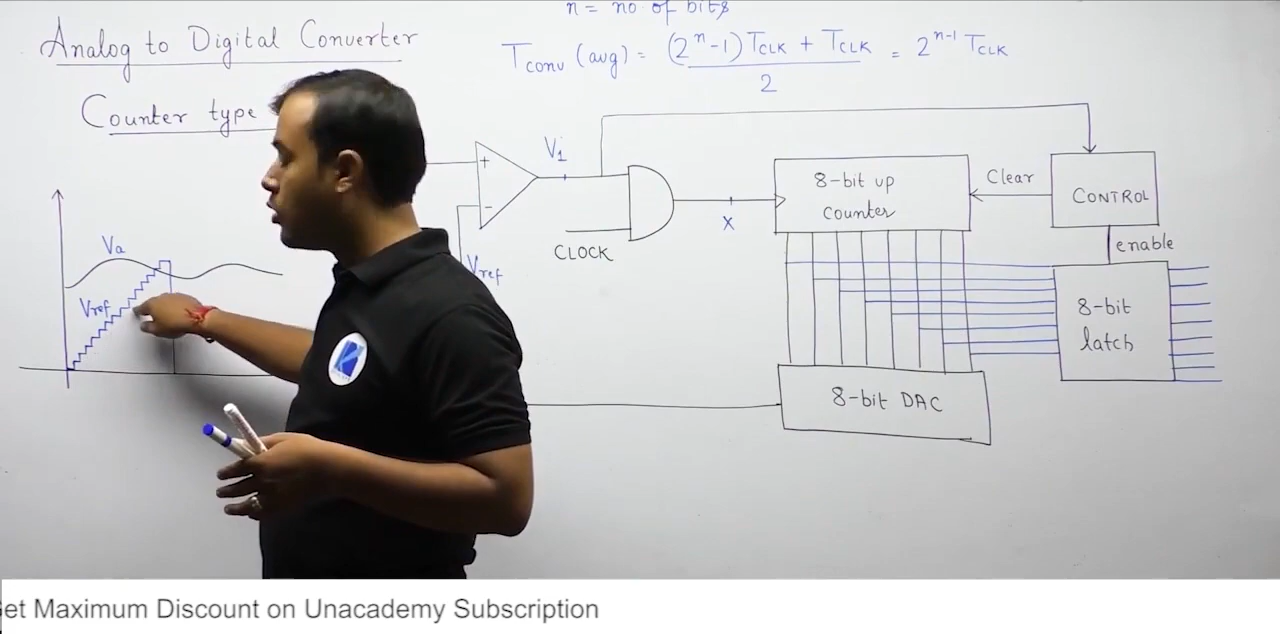 n = no. of bits
Analog to Digital Converter
Tconv (avg) = (2^n - 1) TCLK + TCLK / 2 = 2^(n-1) TCLK
Counter type
+
Vi
-
CLOCK
X
Vref
8-bit up
Counter
Clear
CONTROL
enable
8-bit
latch
8-bit DAC
Va
Vref
et Maximum Discount on Unacademy Subscription